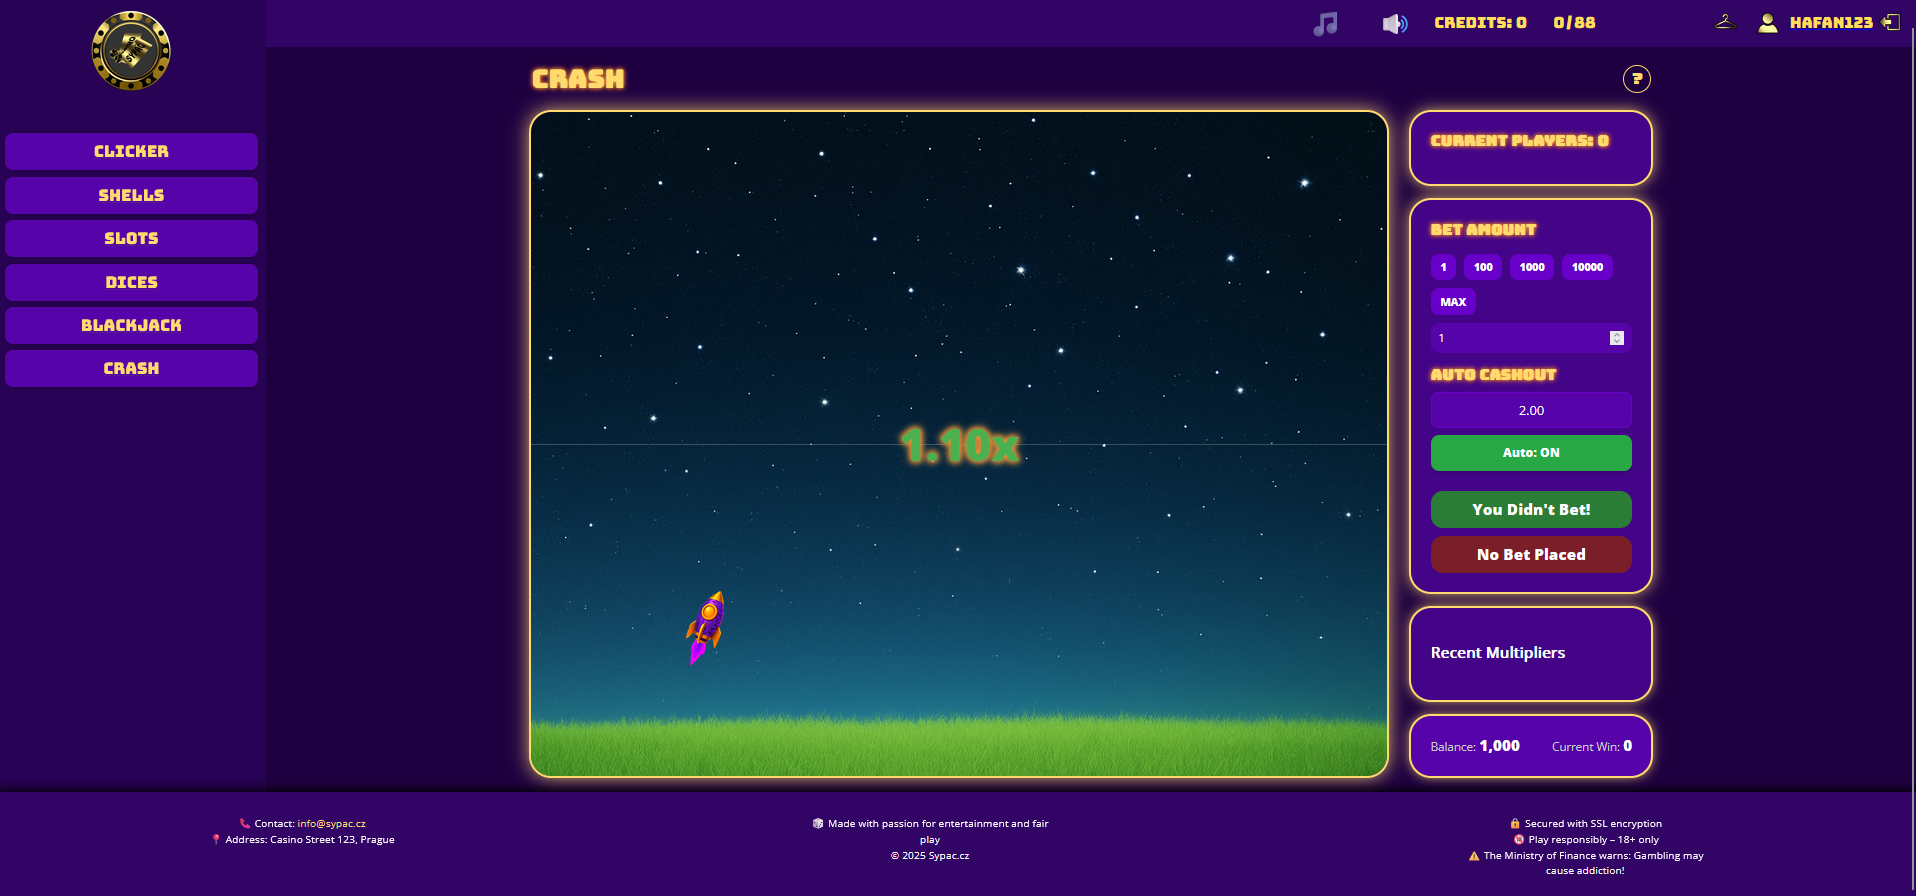 CREDITS: 0
0/88
HAFAN123
CLICKER
SHELLS
SLOTS
DICES
BLACKJACK
CRASH
CRASH
?
1.10x
CURRENT PLAYERS: 0
BET AMOUNT
1
100
1000
10000
MAX
1
AUTO CASHOUT
2.00
Auto: ON
You Didn't Bet!
No Bet Placed
Recent Multipliers
Balance: 1,000
Current Win: 0
Contact: info@sypac.cz
Address: Casino Street 123, Prague
Made with passion for entertainment and fair
play
© 2025 Sypac.cz
Secured with SSL encryption
Play responsibly – 18+ only
The Ministry of Finance warns: Gambling may
cause addiction!